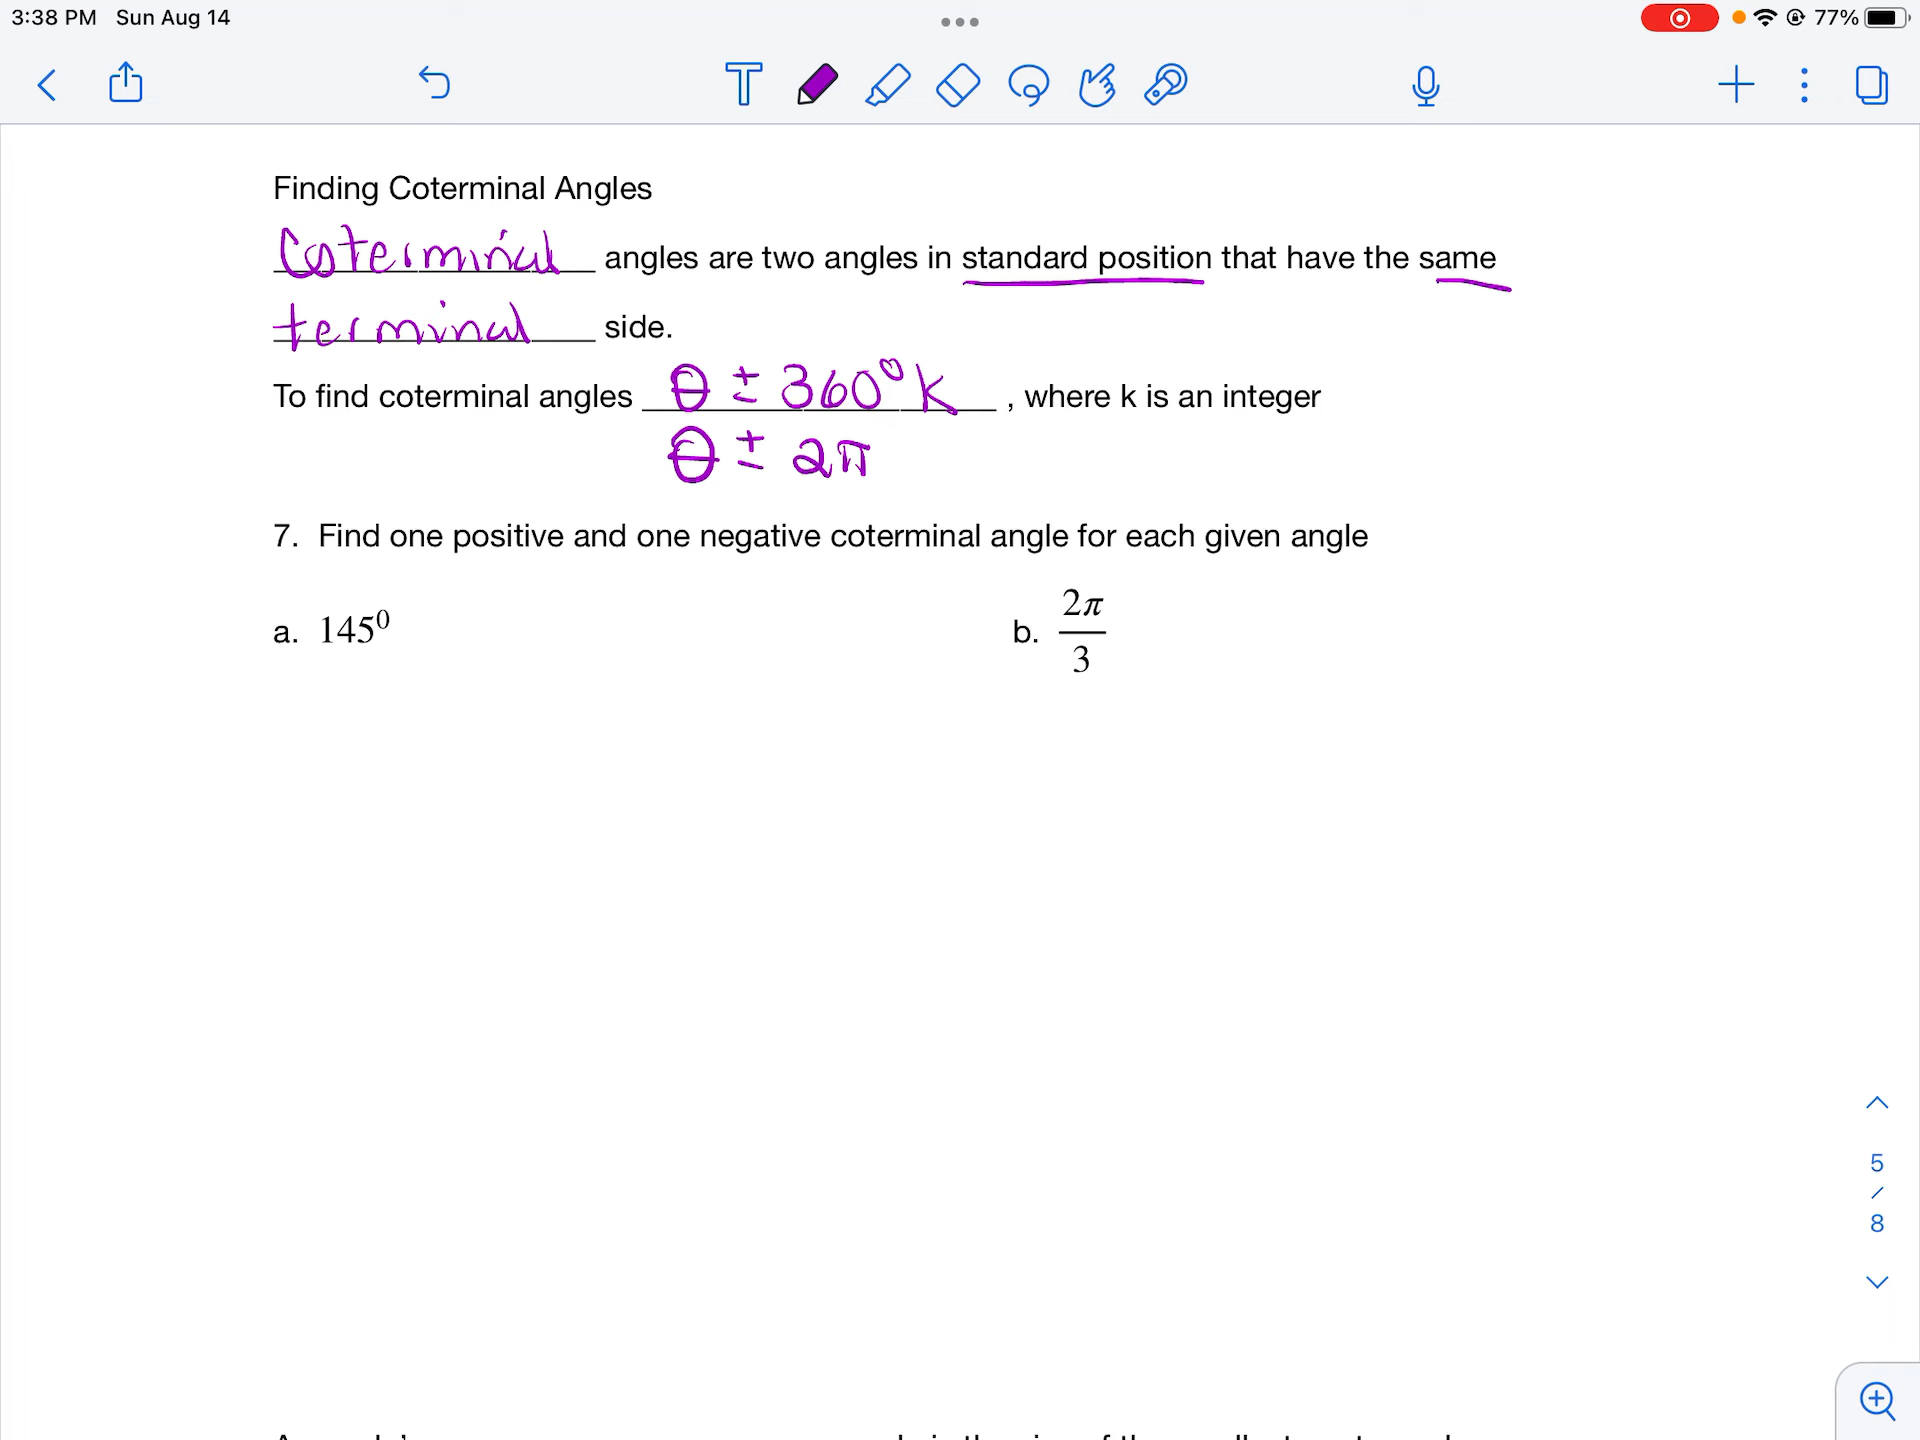 3:38 PM Sun Aug 14
77%
T
Finding Coterminal Angles
Coterminal angles are two angles in standard position that have the same
terminal side.
To find coterminal angles θ ± 360° k , where k is an integer
θ ± 2π
7. Find one positive and one negative coterminal angle for each given angle
a. 145⁰
b. 2π/3
5
/
8